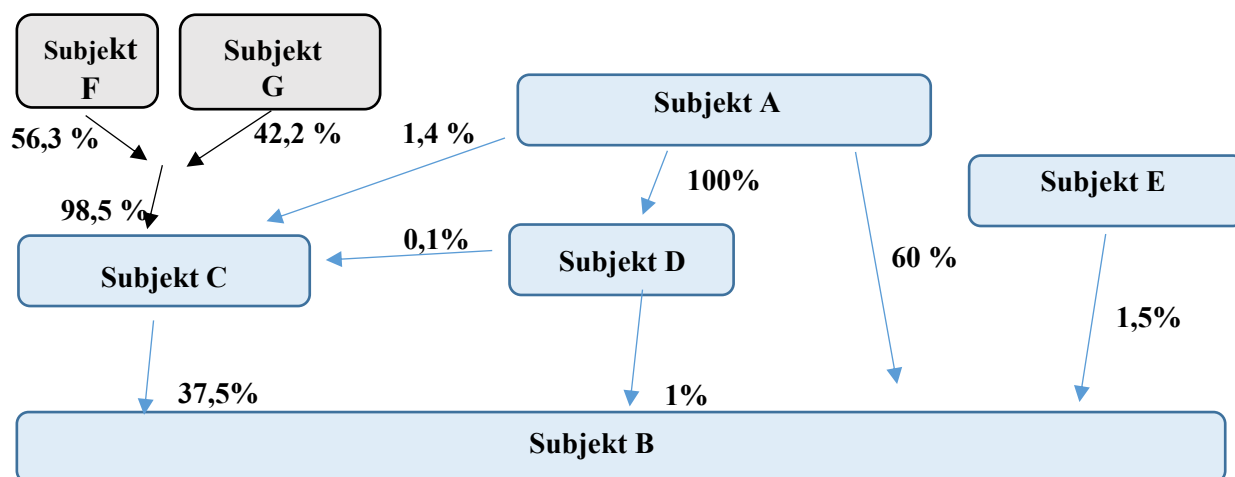 Subjekt
F
Subjekt
G
Subjekt A
56,3 %
42,2 %
1,4 %
100%
Subjekt E
98,5 %
0,1%
60 %
Subjekt C
Subjekt D
1,5%
37,5%
1%
Subjekt B